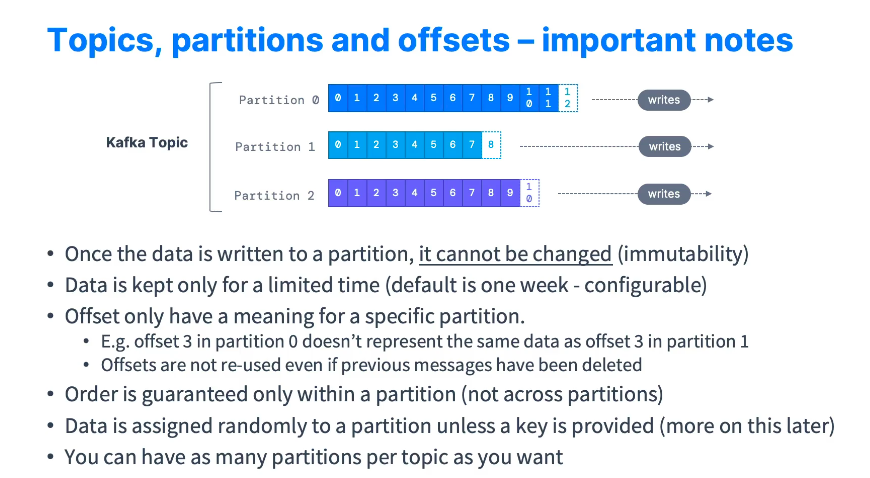 Topics, partitions and offsets – important notes
Kafka Topic
Partition 0 0 1 2 3 4 5 6 7 8 9 10 11 12 writes
Partition 1 0 1 2 3 4 5 6 7 8 writes
Partition 2 0 1 2 3 4 5 6 7 8 9 10 writes
• Once the data is written to a partition, it cannot be changed (immutability)
• Data is kept only for a limited time (default is one week - configurable)
• Offset only have a meaning for a specific partition.
• E.g. offset 3 in partition 0 doesn’t represent the same data as offset 3 in partition 1
• Offsets are not re-used even if previous messages have been deleted
• Order is guaranteed only within a partition (not across partitions)
• Data is assigned randomly to a partition unless a key is provided (more on this later)
• You can have as many partitions per topic as you want